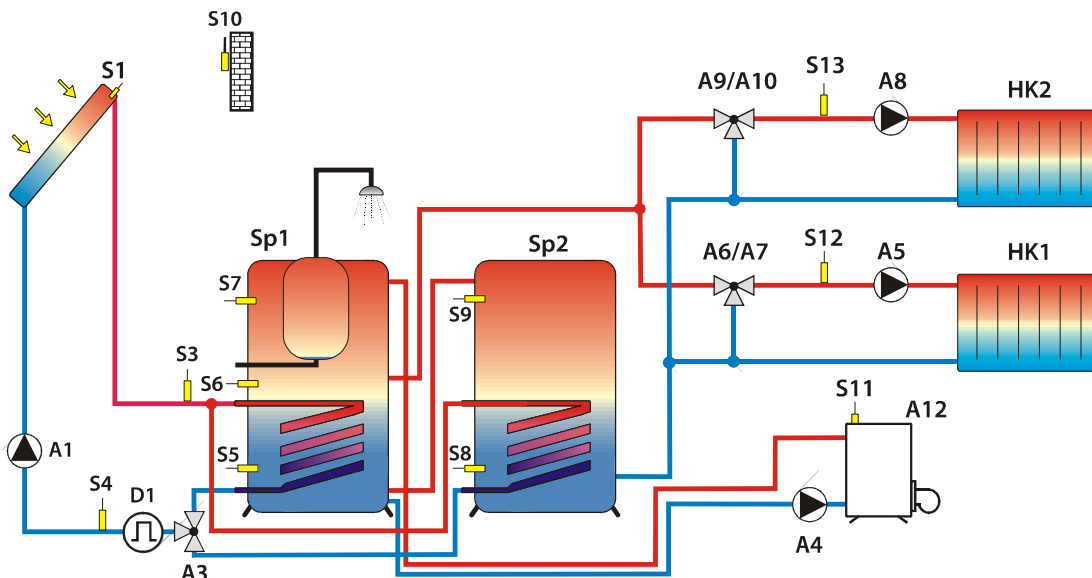 S10
S1
S13
A8
HK2
A9/A10
Sp1
Sp2
S12
A5
HK1
A6/A7
S7
S9
S3
S6
S11
A12
A1
S5
S8
S4
D1
A4
A3